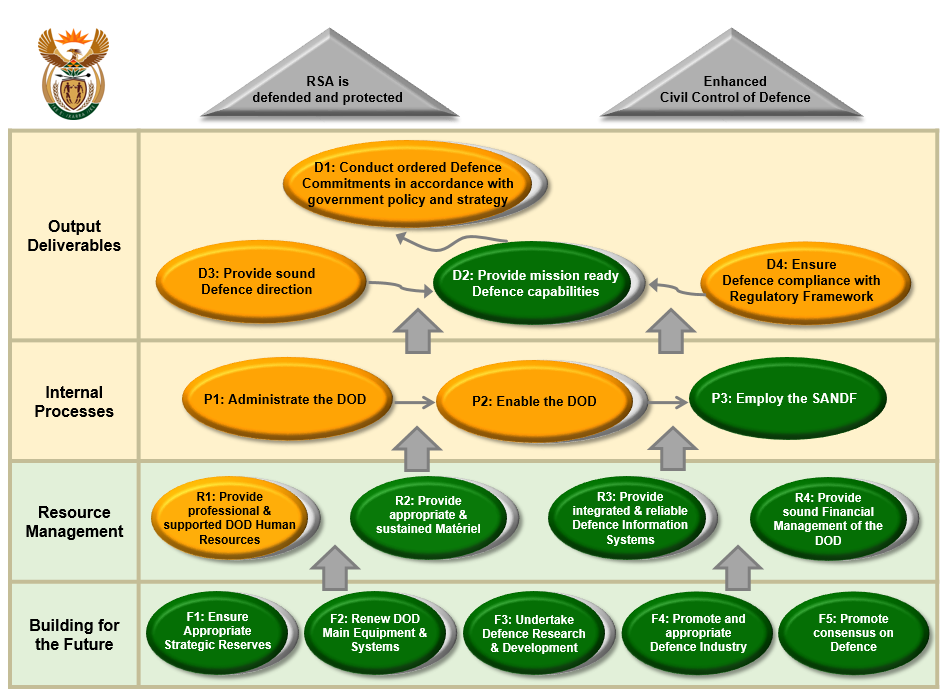 RSA is
defended and protected
Enhanced
Civil Control of Defence
Output
Deliverables
D1: Conduct ordered Defence
Commitments in accordance with
government policy and strategy
D3: Provide sound
Defence direction
D2: Provide mission ready
Defence capabilities
D4: Ensure
Defence compliance with
Regulatory Framework
Internal
Processes
P1: Administrate the DOD
P2: Enable the DOD
P3: Employ the SANDF
Resource
Management
R1: Provide
professional &
supported DOD Human
Resources
R2: Provide
appropriate &
sustained Matériel
R3: Provide
integrated & reliable
Defence Information
Systems
R4: Provide
sound Financial
Management of the
DOD
Building for
the Future
F1: Ensure
Appropriate
Strategic Reserves
F2: Renew DOD
Main Equipment &
Systems
F3: Undertake
Defence Research
& Development
F4: Promote and
appropriate
Defence Industry
F5: Promote
consensus on
Defence